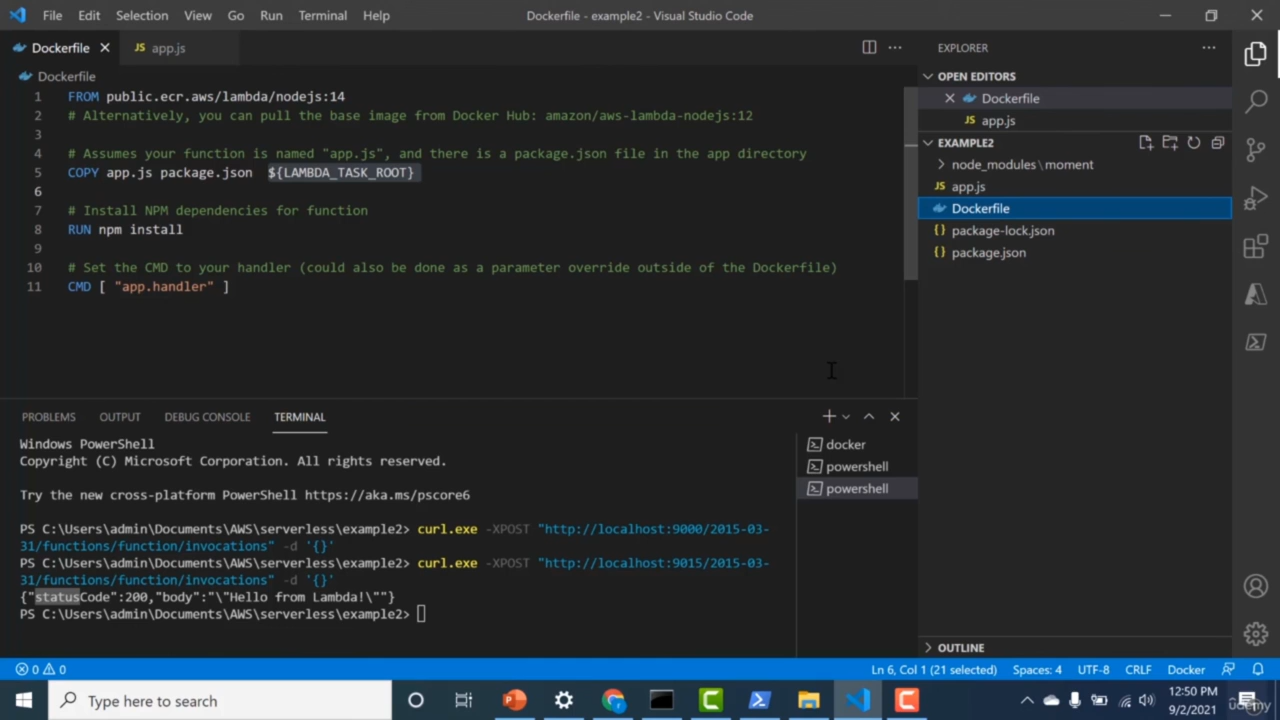 File Edit Selection View Go Run Terminal Help Dockerfile - example2 - Visual Studio Code
Dockerfile JS app.js
Dockerfile
1 FROM public.ecr.aws/lambda/nodejs:14
2 # Alternatively, you can pull the base image from Docker Hub: amazon/aws-lambda-nodejs:12
3
4 # Assumes your function is named "app.js", and there is a package.json file in the app directory
5 COPY app.js package.json  ${LAMBDA_TASK_ROOT}
6
7 # Install NPM dependencies for function
8 RUN npm install
9
10 # Set the CMD to your handler (could also be done as a parameter override outside of the Dockerfile)
11 CMD [ "app.handler" ]
PROBLEMS OUTPUT DEBUG CONSOLE TERMINAL
Windows PowerShell
Copyright (C) Microsoft Corporation. All rights reserved.
Try the new cross-platform PowerShell https://aka.ms/pscore6
PS C:\Users\admin\Documents\AWS\serverless\example2> curl.exe -XPOST "http://localhost:9000/2015-03-
31/functions/function/invocations" -d '{}'
PS C:\Users\admin\Documents\AWS\serverless\example2> curl.exe -XPOST "http://localhost:9015/2015-03-
31/functions/function/invocations" -d '{}'
{"statusCode":200,"body":"\"Hello from Lambda!\""}
PS C:\Users\admin\Documents\AWS\serverless\example2>
docker
powershell
powershell
EXPLORER
OPEN EDITORS
Dockerfile
JS app.js
EXAMPLE2
node_modules\moment
JS app.js
Dockerfile
{} package-lock.json
{} package.json
OUTLINE
0 0 Ln 6, Col 1 (21 selected) Spaces: 4 UTF-8 CRLF Docker
Type here to search
12:50 PM
9/2/2021
udemy